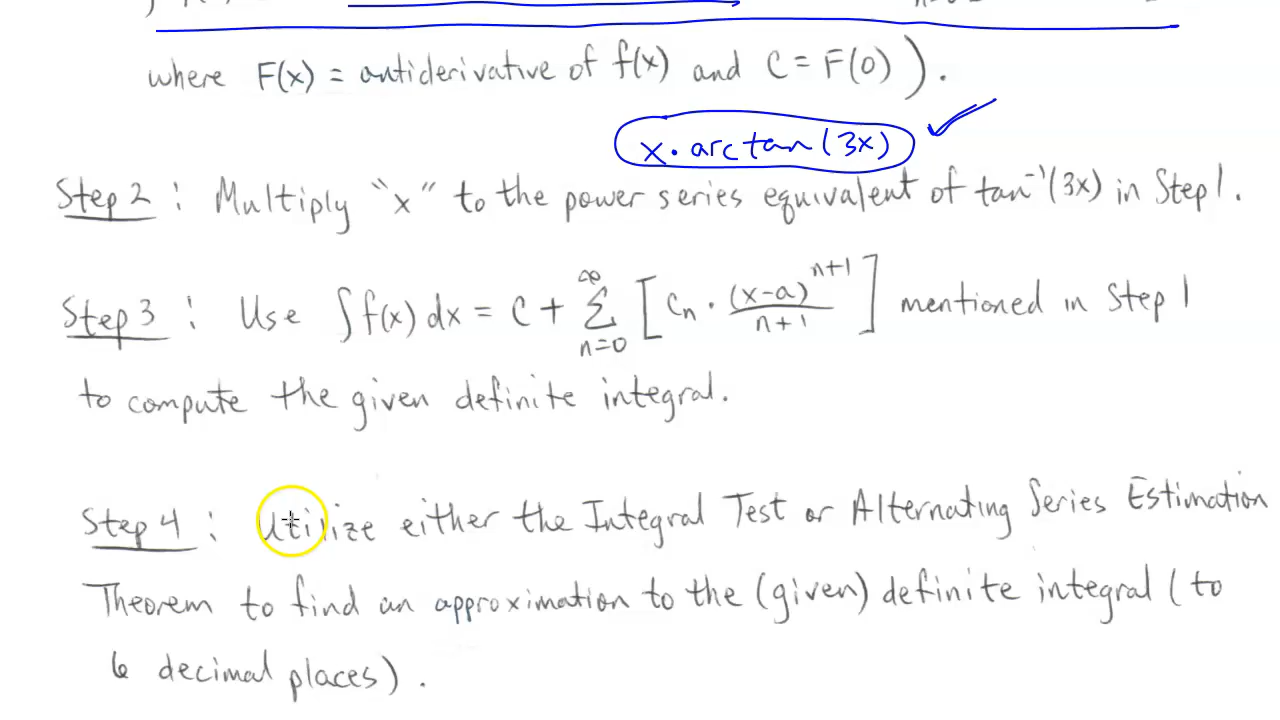 where F(x) = antiderivative of f(x) and C = F(0) ).
x · arctan(3x) ✓
Step 2 : Multiply "x" to the power series equivalent of tan⁻¹(3x) in Step 1.
Step 3 : Use ∫f(x) dx = C + ∑_{n=0}^{∞} [ Cn · (x-a)^{n+1} / (n+1) ] mentioned in Step 1
to compute the given definite integral.
Step 4 : Utilize either the Integral Test or Alternating Series Estimation
Theorem to find an approximation to the (given) definite integral (to
6 decimal places).